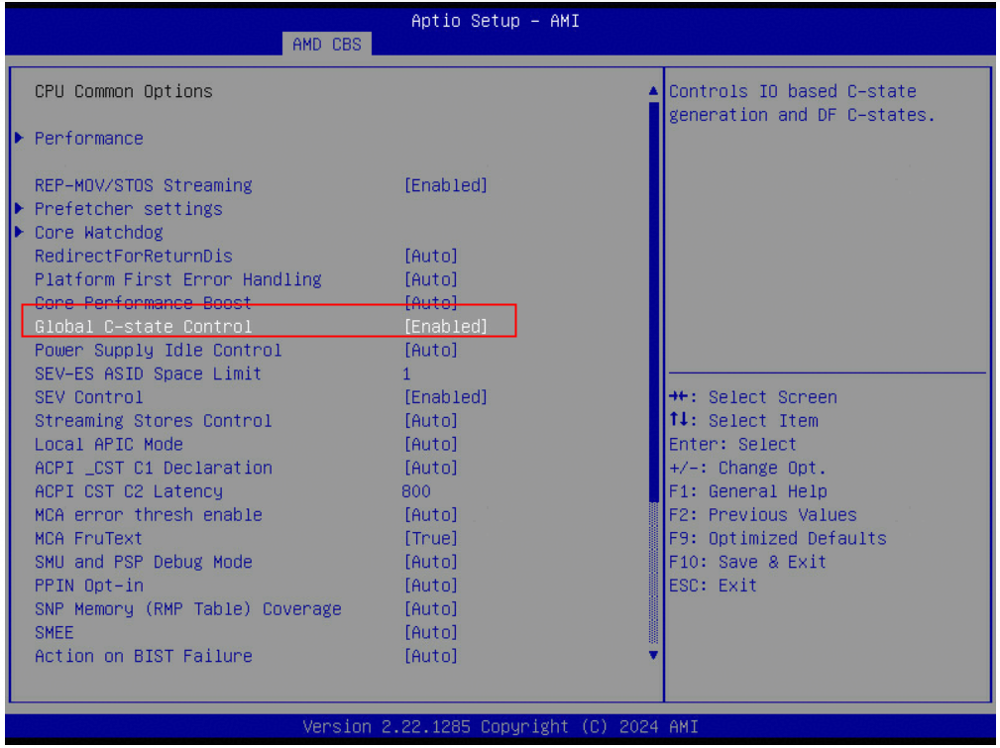 Aptio Setup - AMI
AMD CBS
CPU Common Options
Performance
REP-MOV/STOS Streaming [Enabled]
Prefetcher settings
Core Watchdog
RedirectForReturnDis [Auto]
Platform First Error Handling [Auto]
Core Performance Boost [Auto]
Global C-state Control [Enabled]
Power Supply Idle Control [Auto]
SEV-ES ASID Space Limit 1
SEV Control [Enabled]
Streaming Stores Control [Auto]
Local APIC Mode [Auto]
ACPI _CST C1 Declaration [Auto]
ACPI CST C2 Latency 800
MCA error thresh enable [Auto]
MCA FruText [True]
SMU and PSP Debug Mode [Auto]
PPIN Opt-in [Auto]
SNP Memory (RMP Table) Coverage [Auto]
SMEE [Auto]
Action on BIST Failure [Auto]
Controls IO based C-state
generation and DF C-states.
→←: Select Screen
↑↓: Select Item
Enter: Select
+/-: Change Opt.
F1: General Help
F2: Previous Values
F9: Optimized Defaults
F10: Save & Exit
ESC: Exit
Version 2.22.1285 Copyright (C) 2024 AMI